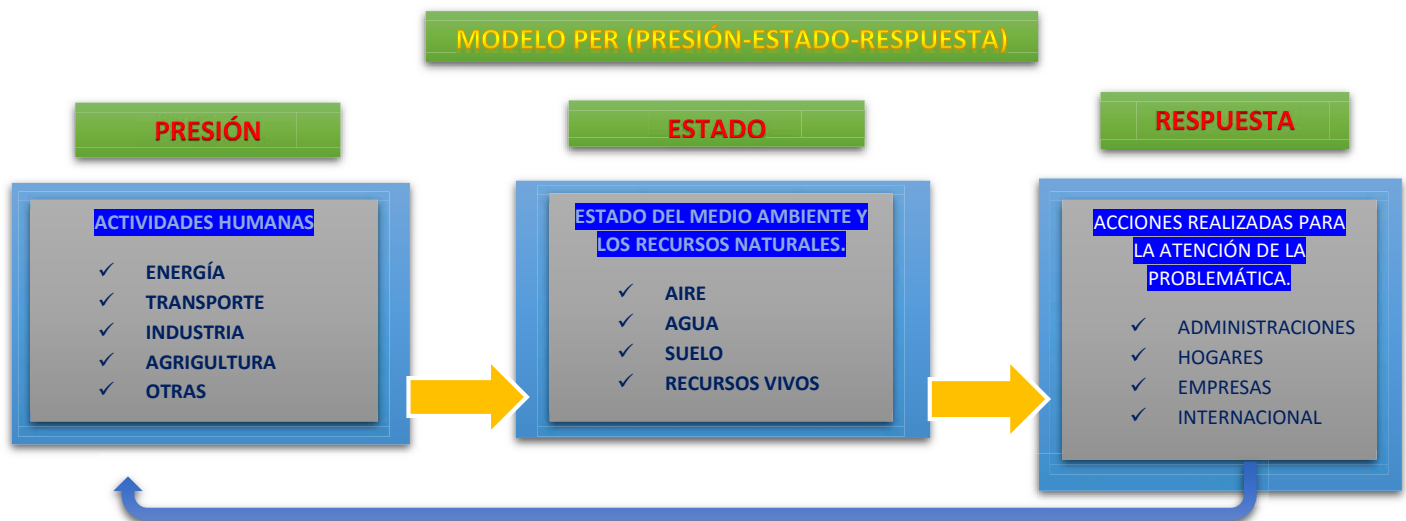 MODELO PER (PRESIÓN-ESTADO-RESPUESTA)
PRESIÓN
ACTIVIDADES HUMANAS
✓ ENERGÍA
✓ TRANSPORTE
✓ INDUSTRIA
✓ AGRIGULTURA
✓ OTRAS
ESTADO
ESTADO DEL MEDIO AMBIENTE Y
LOS RECURSOS NATURALES.
✓ AIRE
✓ AGUA
✓ SUELO
✓ RECURSOS VIVOS
RESPUESTA
ACCIONES REALIZADAS PARA
LA ATENCIÓN DE LA
PROBLEMÁTICA.
✓ ADMINISTRACIONES
✓ HOGARES
✓ EMPRESAS
✓ INTERNACIONAL